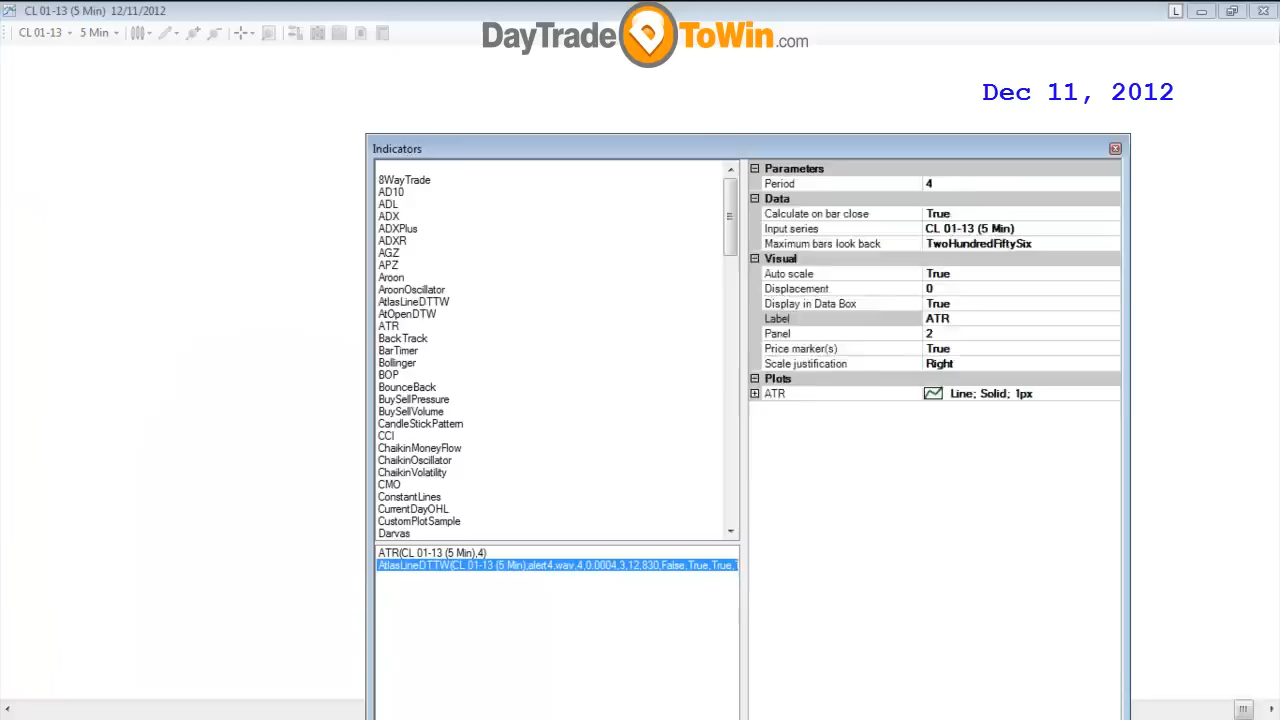 CL 01-13 (5 Min) 12/11/2012
L
CL 01-13 5 Min
DayTradeToWin.com
Dec 11, 2012
Indicators
8WayTrade
AD10
ADL
ADX
ADXPlus
ADXR
AGZ
APZ
Aroon
AroonOscillator
AtlasLineDTTW
AtOpenDTW
ATR
BackTrack
BarTimer
Bollinger
BOP
BounceBack
BuySellPressure
BuySellVolume
CandleStickPattern
CCI
ChaikinMoneyFlow
ChaikinOscillator
ChaikinVolatility
CMO
ConstantLines
CurrentDayOHL
CustomPlotSample
Darvas
ATR(CL 01-13 (5 Min),4)
AtlasLineDTTW(CL 01-13 (5 Min),alert4.wav,4,0.0004,3,12,830,False,True,True,
Parameters
Period 4
Data
Calculate on bar close True
Input series CL 01-13 (5 Min)
Maximum bars look back TwoHundredFiftySix
Visual
Auto scale True
Displacement 0
Display in Data Box True
Label ATR
Panel 2
Price marker(s) True
Scale justification Right
Plots
ATR Line; Solid; 1px